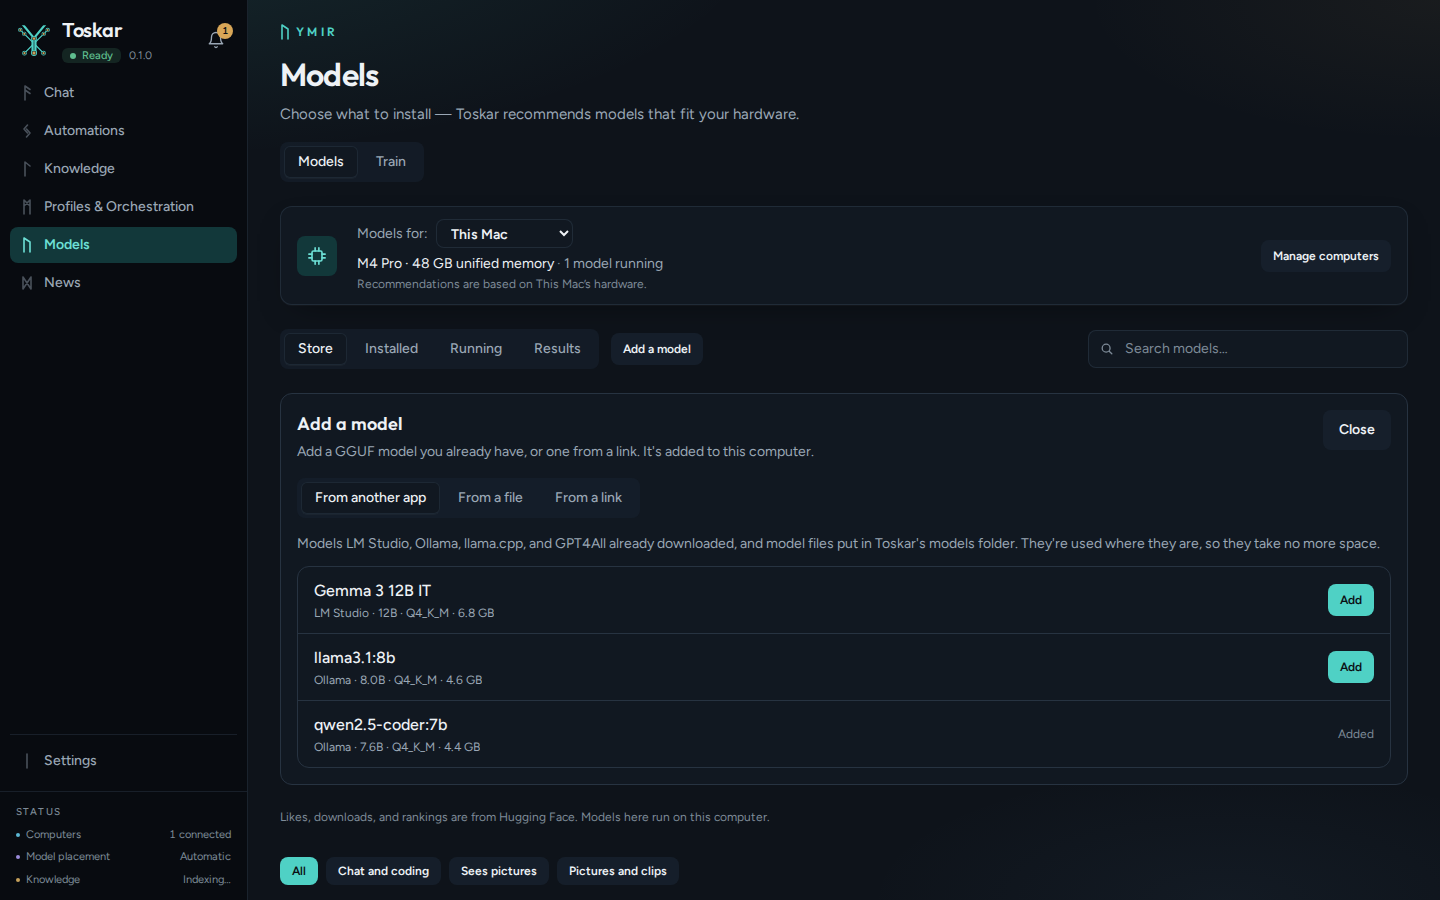 Toskar
Ready 0.1.0
1
Chat
Automations
Knowledge
Profiles & Orchestration
Models
News
Settings
STATUS
Computers 1 connected
Model placement Automatic
Knowledge Indexing…
YMIR
Models
Choose what to install — Toskar recommends models that fit your hardware.
Models Train
Models for: This Mac
M4 Pro · 48 GB unified memory · 1 model running
Recommendations are based on This Mac's hardware.
Manage computers
Store Installed Running Results Add a model
Search models…
Add a model
Add a GGUF model you already have, or one from a link. It's added to this computer.
Close
From another app From a file From a link
Models LM Studio, Ollama, llama.cpp, and GPT4All already downloaded, and model files put in Toskar's models folder. They're used where they are, so they take no more space.
Gemma 3 12B IT
LM Studio · 12B · Q4_K_M · 6.8 GB
Add
llama3.1:8b
Ollama · 8.0B · Q4_K_M · 4.6 GB
Add
qwen2.5-coder:7b
Ollama · 7.6B · Q4_K_M · 4.4 GB
Added
Likes, downloads, and rankings are from Hugging Face. Models here run on this computer.
All Chat and coding Sees pictures Pictures and clips